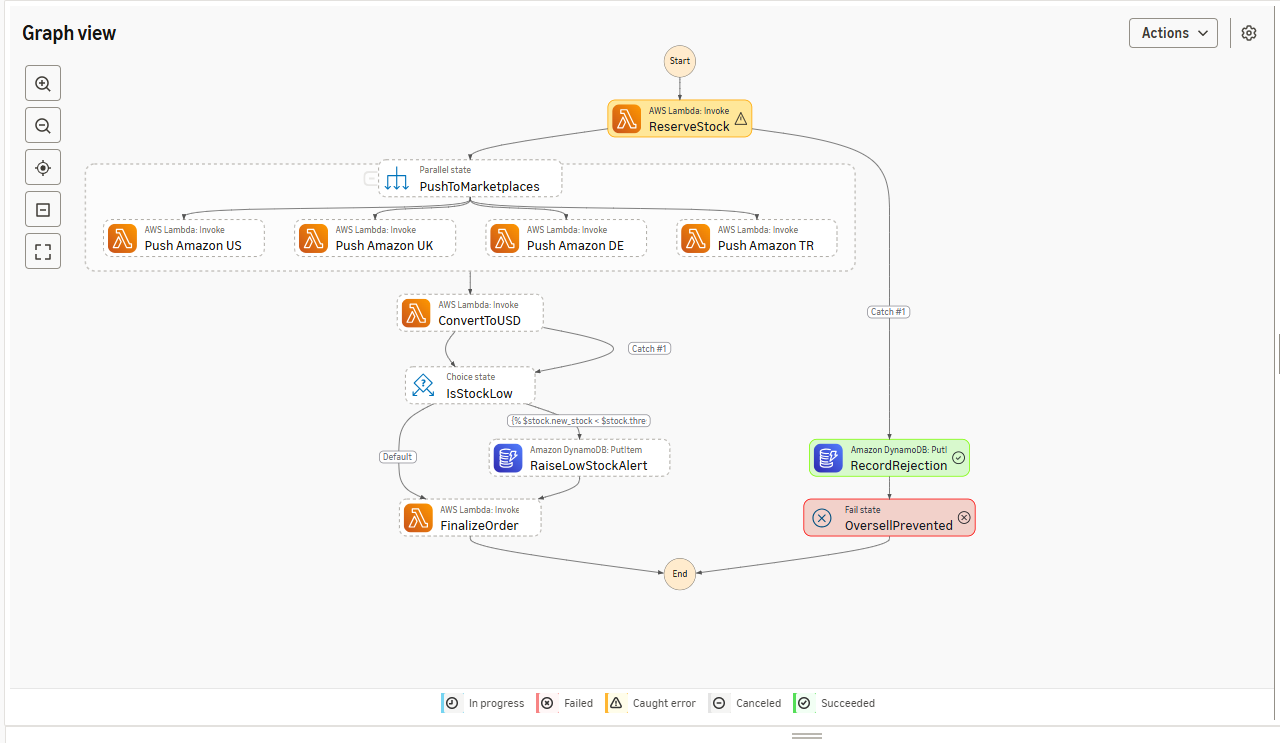 Graph view
Actions
Start
AWS Lambda: Invoke
ReserveStock
Parallel state
PushToMarketplaces
AWS Lambda: Invoke
Push Amazon US
AWS Lambda: Invoke
Push Amazon UK
AWS Lambda: Invoke
Push Amazon DE
AWS Lambda: Invoke
Push Amazon TR
AWS Lambda: Invoke
ConvertToUSD
Catch #1
Catch #1
Choice state
IsStockLow
{% $stock.new_stock < $stock.thre
Default
Amazon DynamoDB: PutItem
RaiseLowStockAlert
Amazon DynamoDB: PutI
RecordRejection
AWS Lambda: Invoke
FinalizeOrder
Fail state
OversellPrevented
End
In progress
Failed
Caught error
Canceled
Succeeded